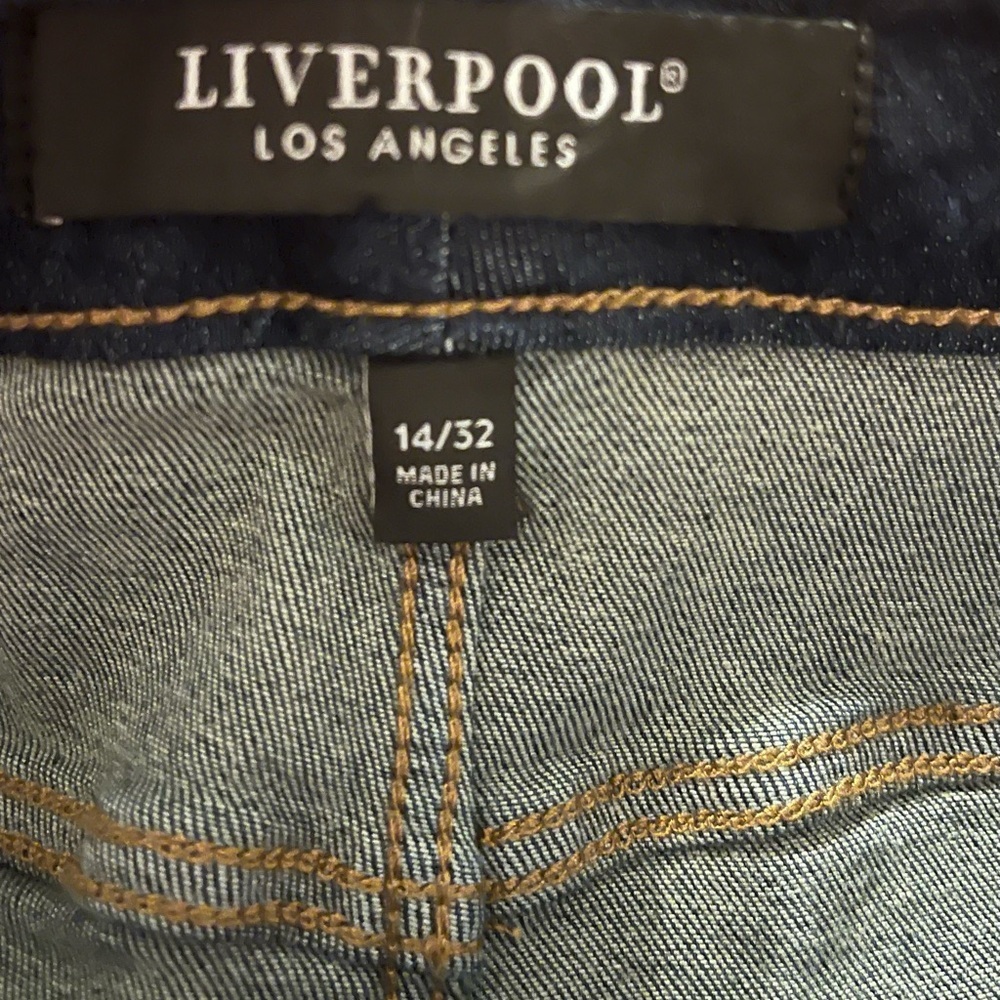 LIVERPOOL®
LOS ANGELES
14/32
MADE IN
CHINA